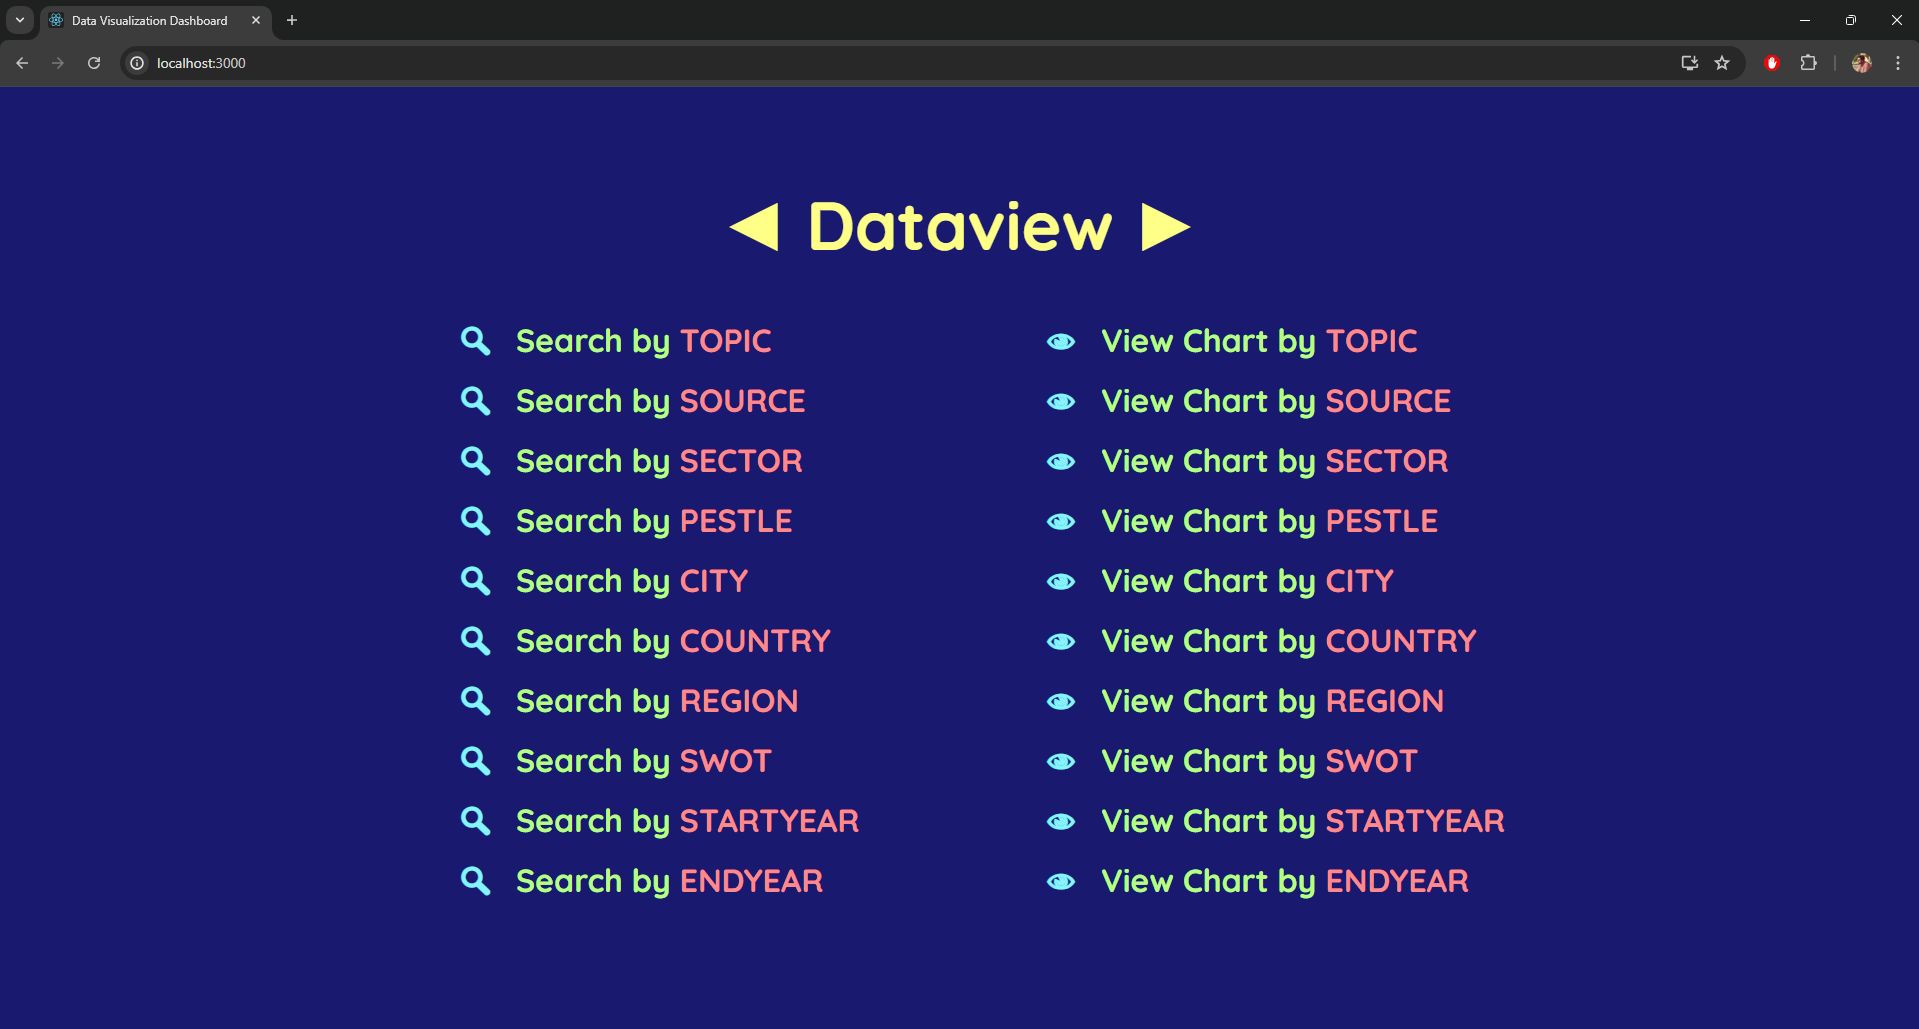 Data Visualization Dashboard
localhost:3000
Dataview
Search by TOPIC
View Chart by TOPIC
Search by SOURCE
View Chart by SOURCE
Search by SECTOR
View Chart by SECTOR
Search by PESTLE
View Chart by PESTLE
Search by CITY
View Chart by CITY
Search by COUNTRY
View Chart by COUNTRY
Search by REGION
View Chart by REGION
Search by SWOT
View Chart by SWOT
Search by STARTYEAR
View Chart by STARTYEAR
Search by ENDYEAR
View Chart by ENDYEAR